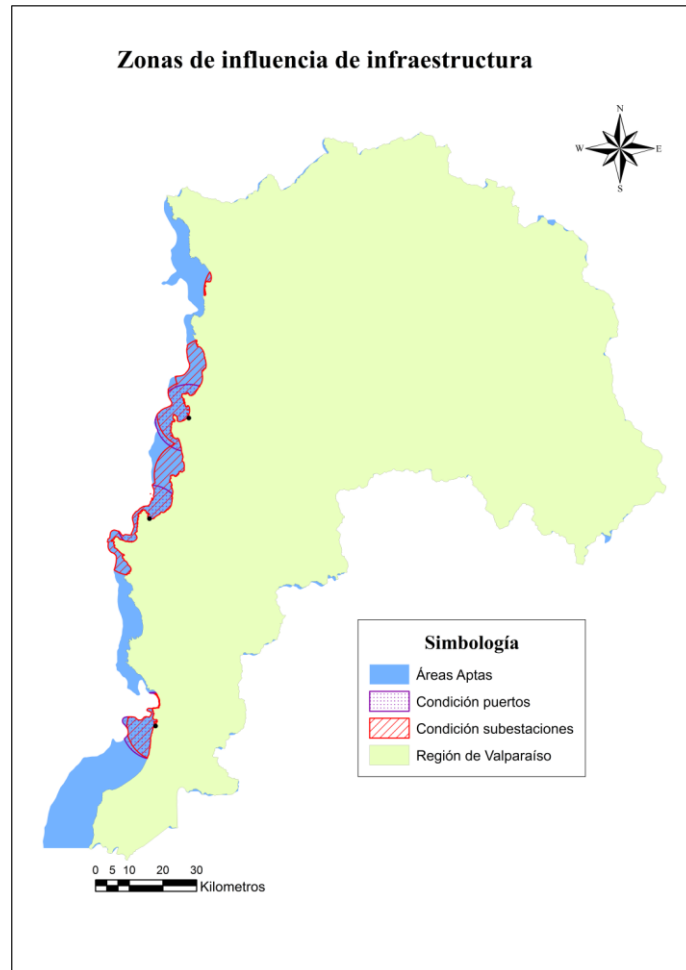 Zonas de influencia de infraestructura
N
W E
S
Simbología
Áreas Aptas
Condición puertos
Condición subestaciones
Región de Valparaíso
0 5 10 20 30
Kilometros